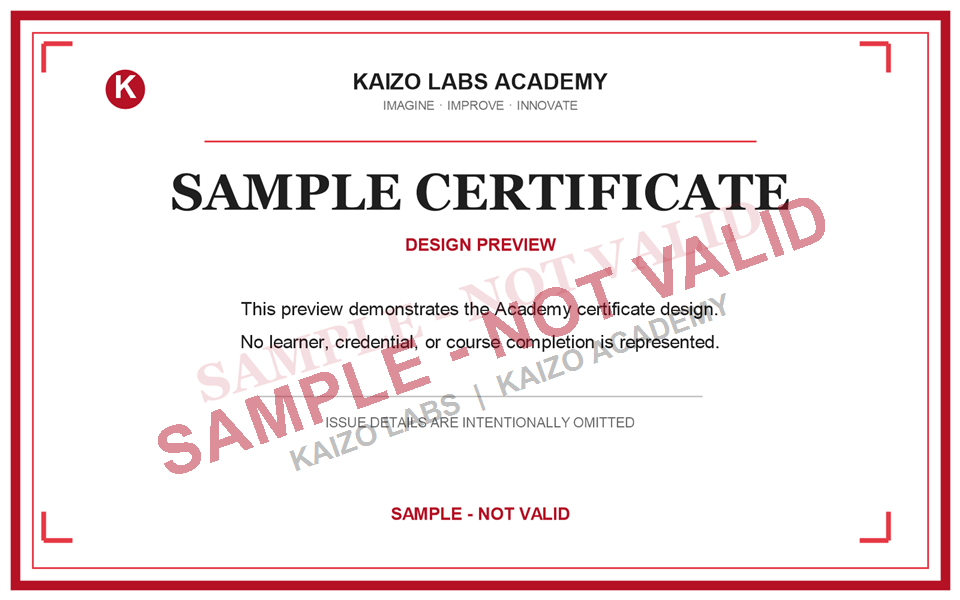 K
KAIZO LABS ACADEMY
IMAGINE · IMPROVE · INNOVATE
SAMPLE CERTIFICATE
DESIGN PREVIEW
This preview demonstrates the Academy certificate design.
No learner, credential, or course completion is represented.
SAMPLE - NOT VALID
SAMPLE - NOT VALID
KAIZO LABS | KAIZO ACADEMY
ISSUE DETAILS ARE INTENTIONALLY OMITTED
SAMPLE - NOT VALID